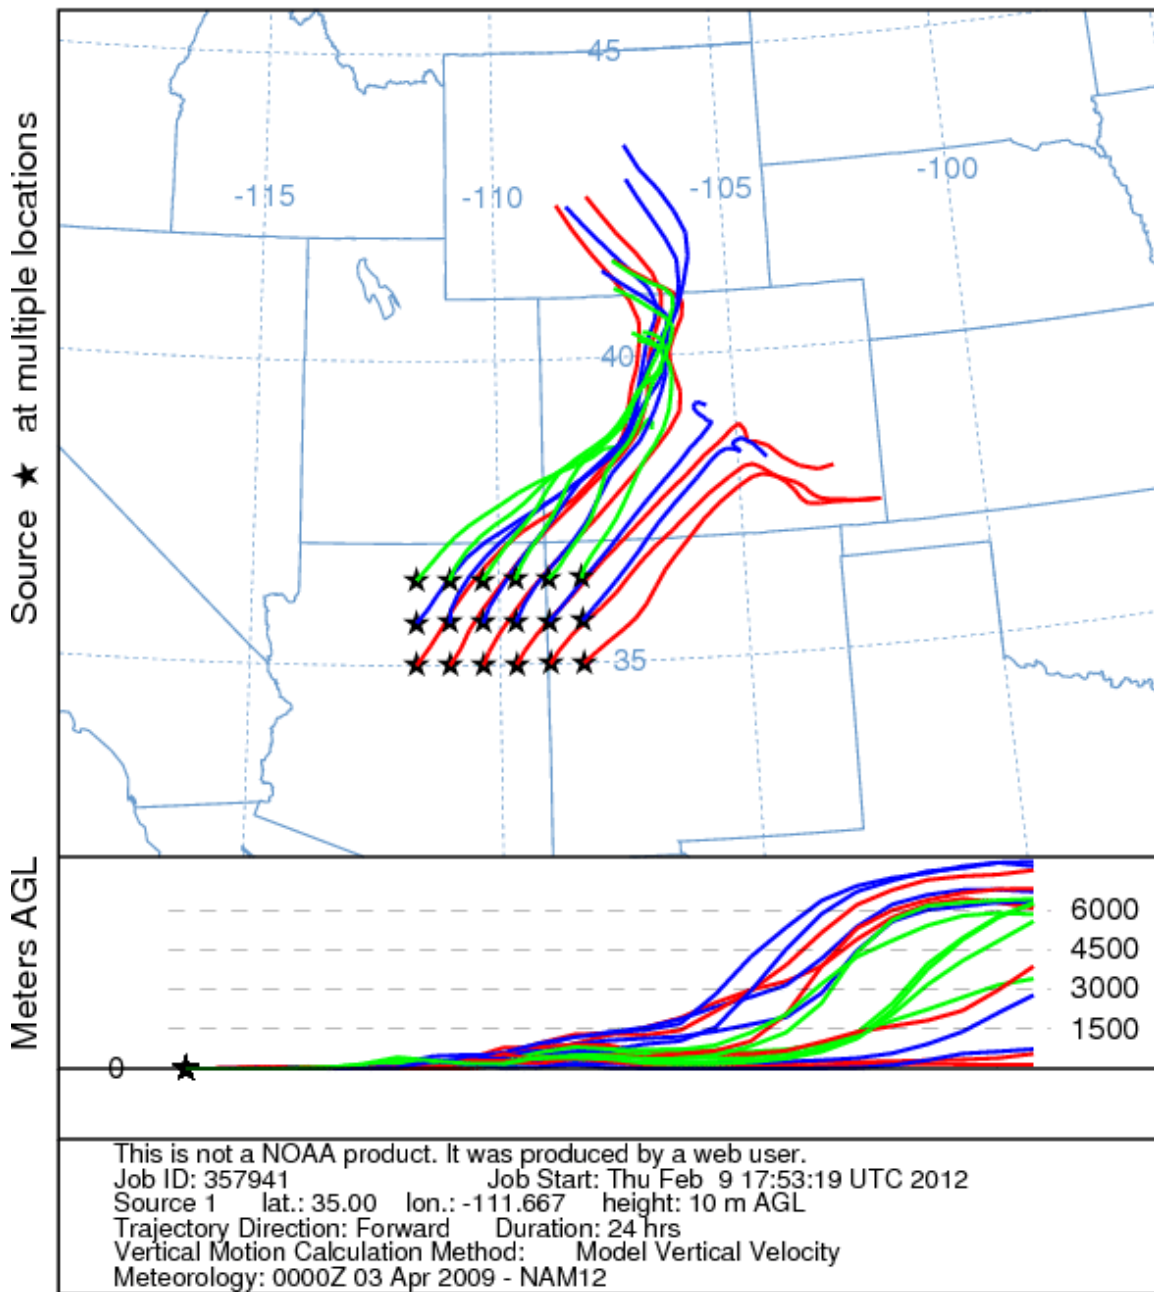 Source ★ at multiple locations
45
-115
-110
-105
-100
40
35
Meters AGL
6000
4500
3000
1500
0
This is not a NOAA product. It was produced by a web user.
Job ID: 357941 Job Start: Thu Feb 9 17:53:19 UTC 2012
Source 1 lat.: 35.00 lon.: -111.667 height: 10 m AGL
Trajectory Direction: Forward Duration: 24 hrs
Vertical Motion Calculation Method: Model Vertical Velocity
Meteorology: 0000Z 03 Apr 2009 - NAM12